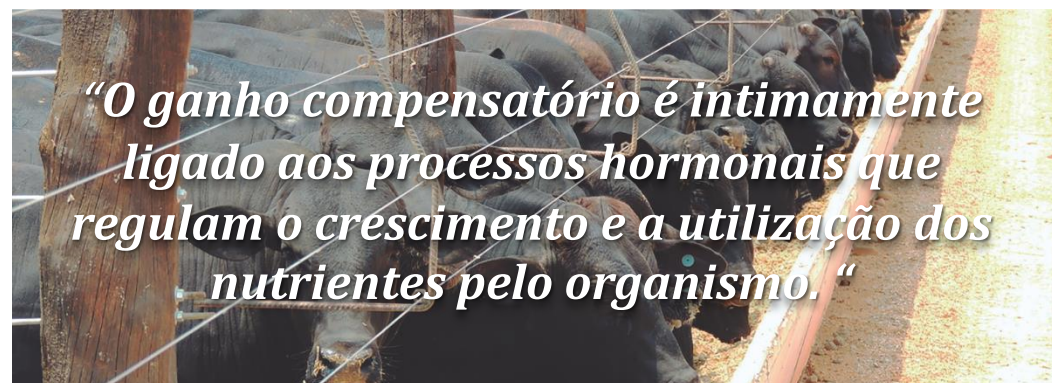 “O ganho compensatório é intimamente
ligado aos processos hormonais que
regulam o crescimento e a utilização dos
nutrientes pelo organismo. “